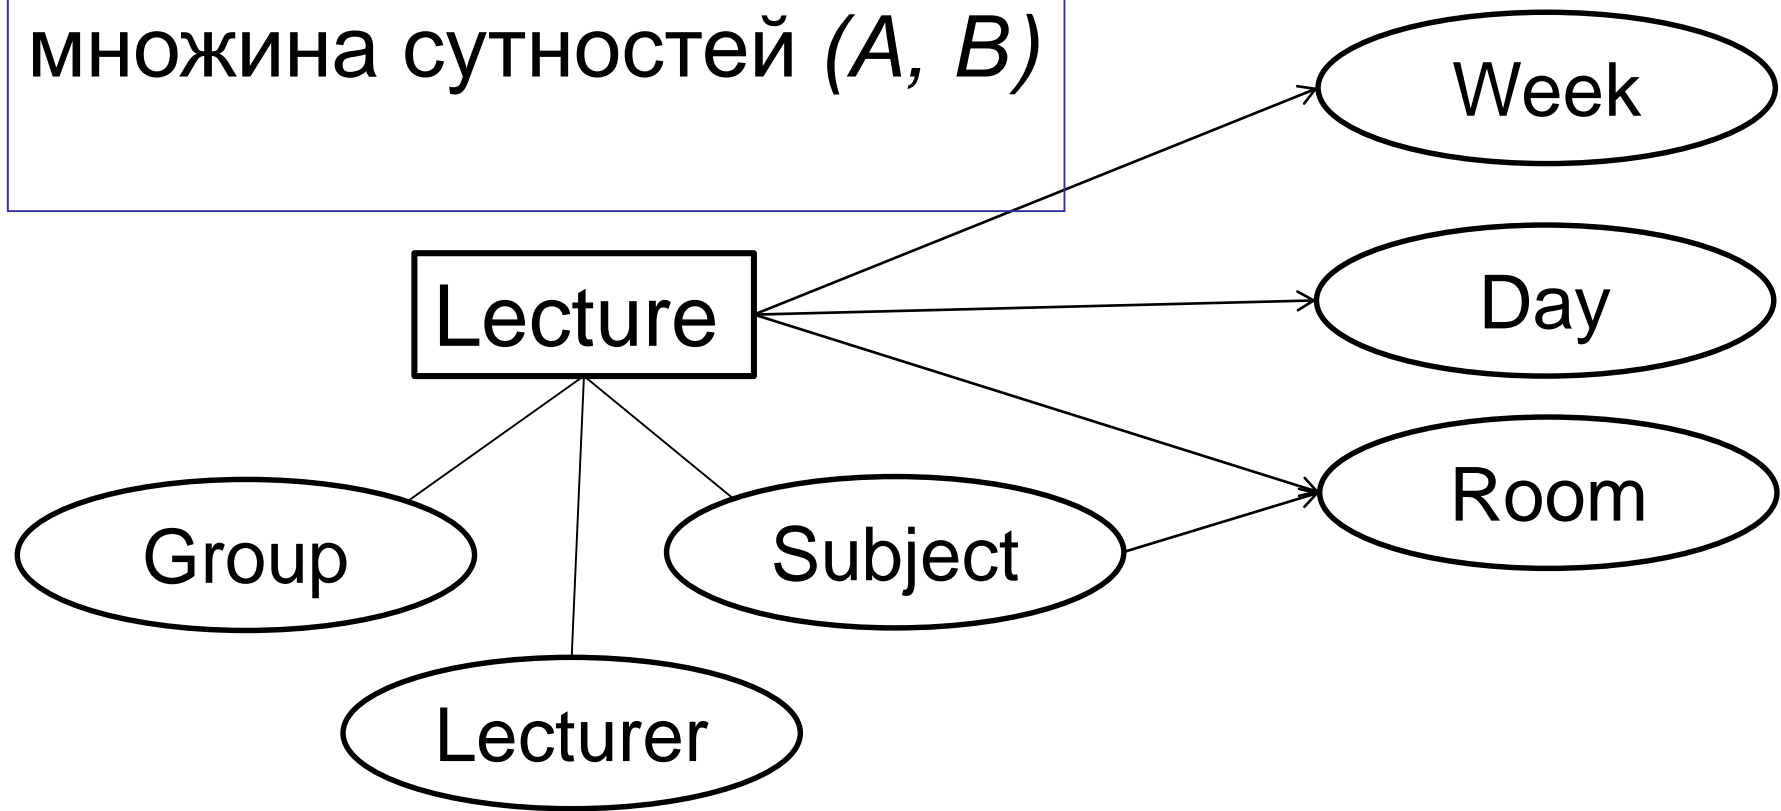 множина сутностей (A, B)
Week
Day
Lecture
Room
Group
Subject
Lecturer